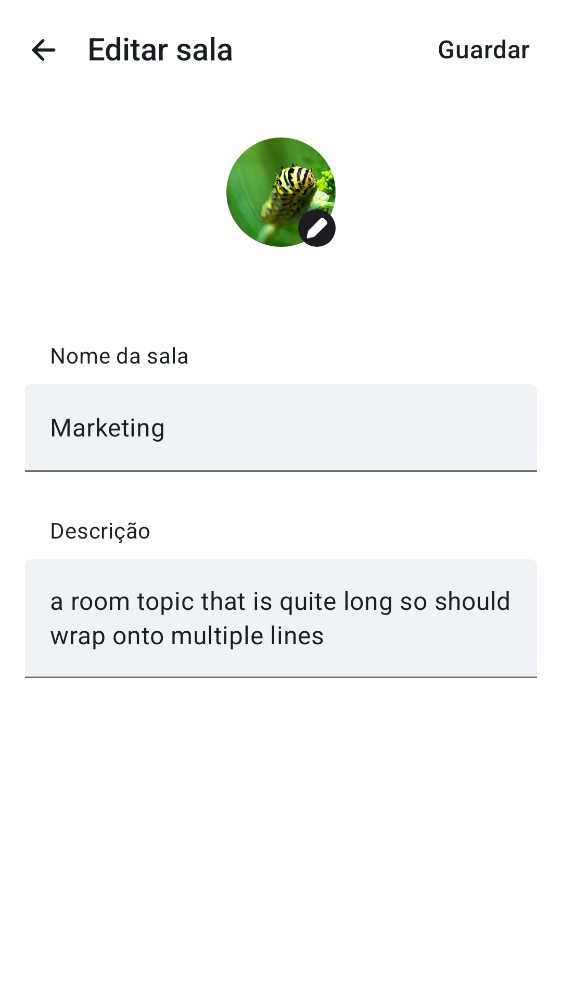 Editar sala
Guardar
Nome da sala
Marketing
Descrição
a room topic that is quite long so should
wrap onto multiple lines